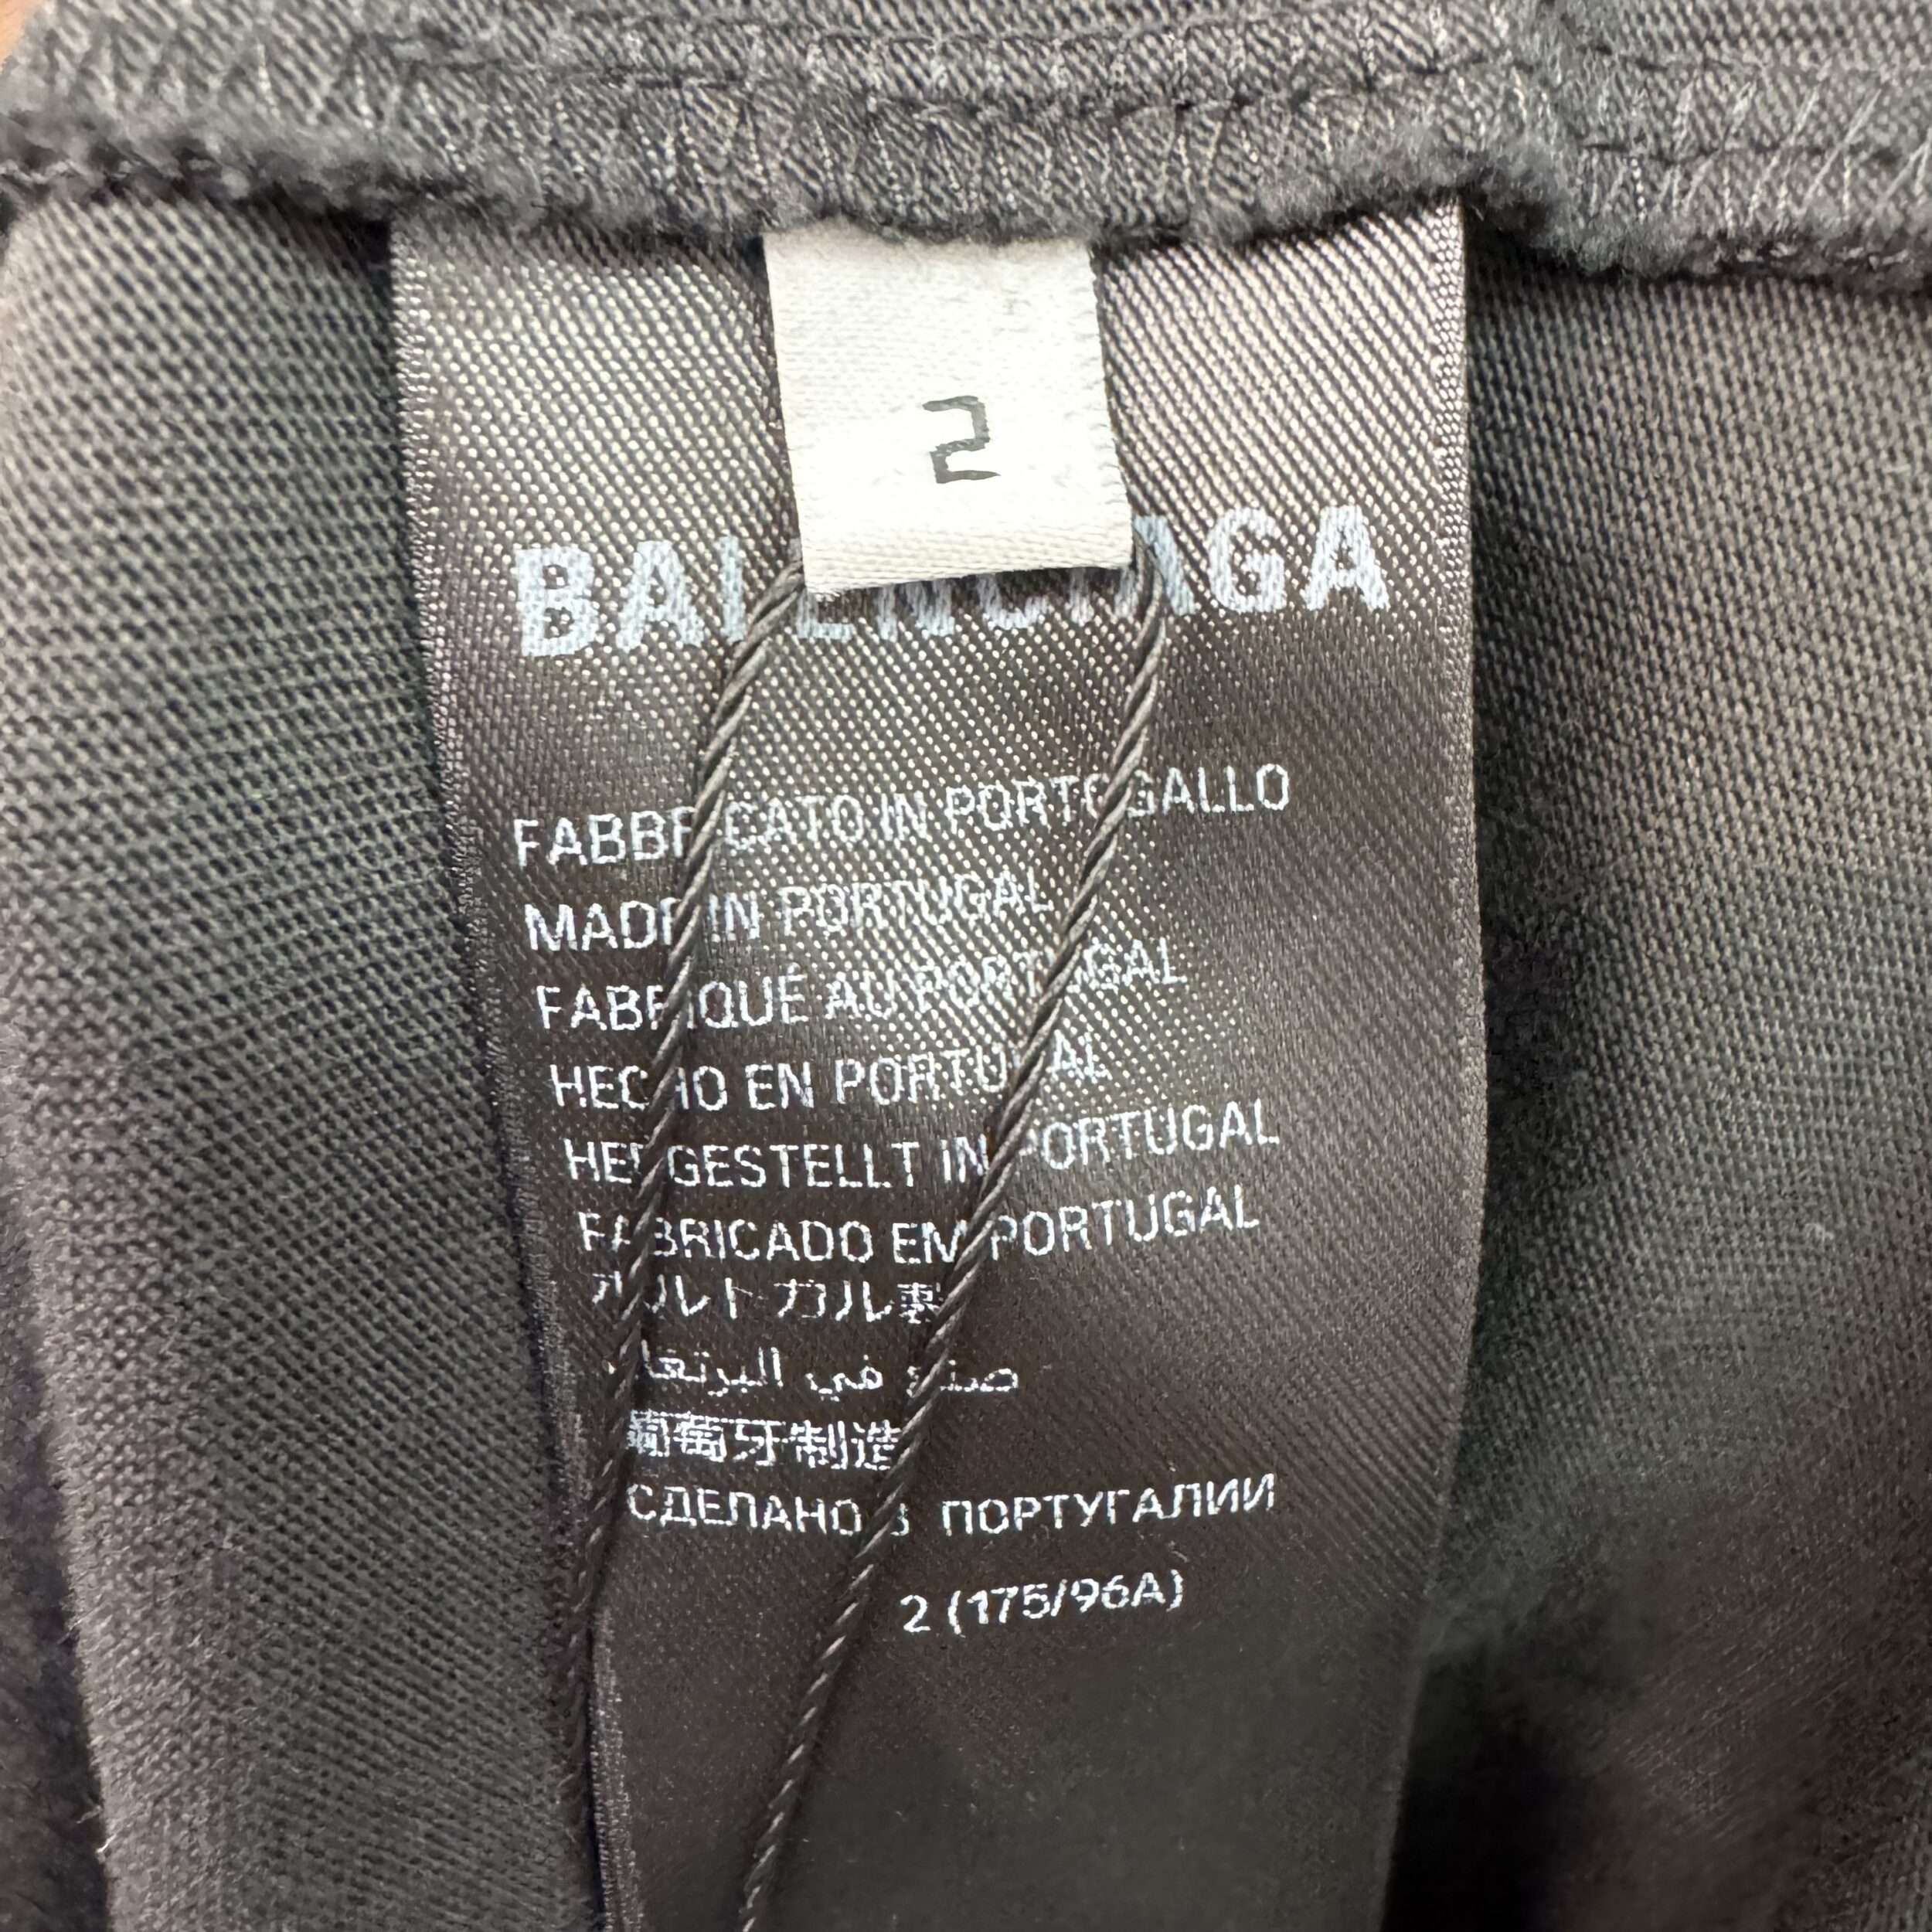 2
BALENCIAGA
FABBRICATO IN PORTOGALLO
MADE IN PORTUGAL
FABRIQUÉ AU PORTUGAL
HECHO EN PORTUGAL
HERGESTELLT IN PORTUGAL
FABRICADO EM PORTUGAL
ポルトガル製
صنع في البرتغال
葡萄牙制造
СДЕЛАНО В ПОРТУГАЛИИ
2 (175/96A)